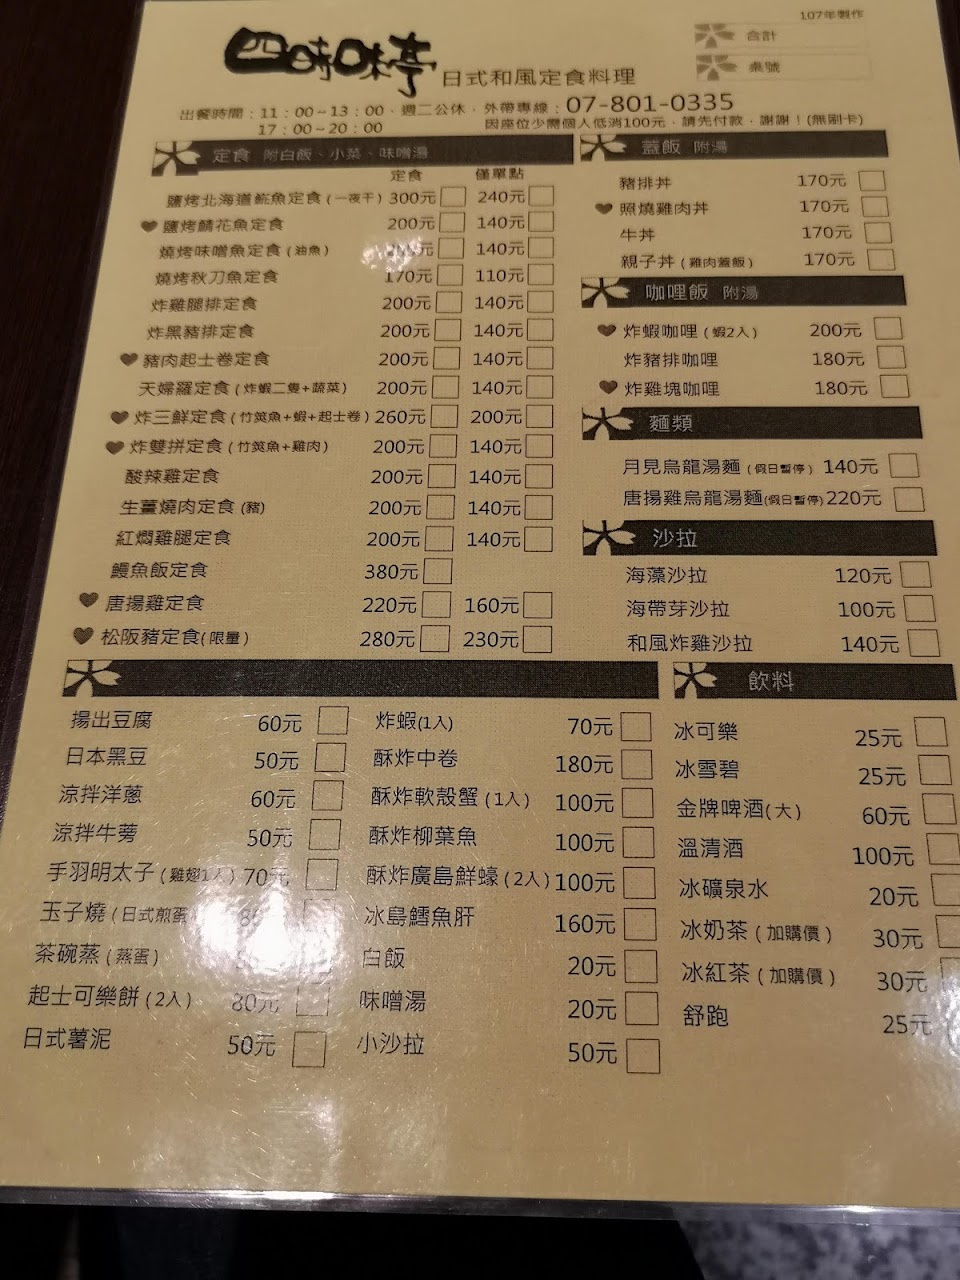 107年製作
四時味亭 日式和風定食料理
合計
桌號
出餐時間：11：00~13：00．週二公休．外帶專線：07-801-0335
17：00~20：00 因座位少需個人低消100元．請先付款．謝謝！(無刷卡)
定食 附白飯、小菜、味噌湯
定食 僅單點
鹽烤北海道鯱魚定食(一夜干) 300元 240元
鹽烤鯖花魚定食 200元 140元
燒烤味噌魚定食(油魚) 140元
燒烤秋刀魚定食 170元 110元
炸雞腿排定食 200元 140元
炸黑豬排定食 200元 140元
豬肉起士卷定食 200元 140元
天婦羅定食(炸蝦二隻+蔬菜) 200元 140元
炸三鮮定食(竹筴魚+蝦+起士卷) 260元 200元
炸雙拼定食(竹筴魚+雞肉) 200元 140元
酸辣雞定食 200元 140元
生薑燒肉定食(豬) 200元 140元
紅燜雞腿定食 200元 140元
鰻魚飯定食 380元
唐揚雞定食 220元 160元
松阪豬定食(限量) 280元 230元
蓋飯 附湯
豬排丼 170元
照燒雞肉丼 170元
牛丼 170元
親子丼(雞肉蓋飯) 170元
咖哩飯 附湯
炸蝦咖哩(蝦2入) 200元
炸豬排咖哩 180元
炸雞塊咖哩 180元
麵類
月見烏龍湯麵(假日暫停) 140元
唐揚雞烏龍湯麵(假日暫停) 220元
沙拉
海藻沙拉 120元
海帶芽沙拉 100元
和風炸雞沙拉 140元
揚出豆腐 60元
日本黑豆 50元
涼拌洋蔥 60元
涼拌牛蒡 50元
手羽明太子(雞翅1入) 70元
玉子燒(日式煎蛋
茶碗蒸(蒸蛋)
起士可樂餅(2入) 80元
日式薯泥 50元
炸蝦(1入) 70元
酥炸中卷 180元
酥炸軟殼蟹(1入) 100元
酥炸柳葉魚 100元
酥炸廣島鮮蠔(2入) 100元
冰島鱈魚肝 160元
白飯 20元
味噌湯 20元
小沙拉 50元
飲料
冰可樂 25元
冰雪碧 25元
金牌啤酒(大) 60元
溫清酒 100元
冰礦泉水 20元
冰奶茶(加購價) 30元
冰紅茶(加購價) 30元
舒跑 25元